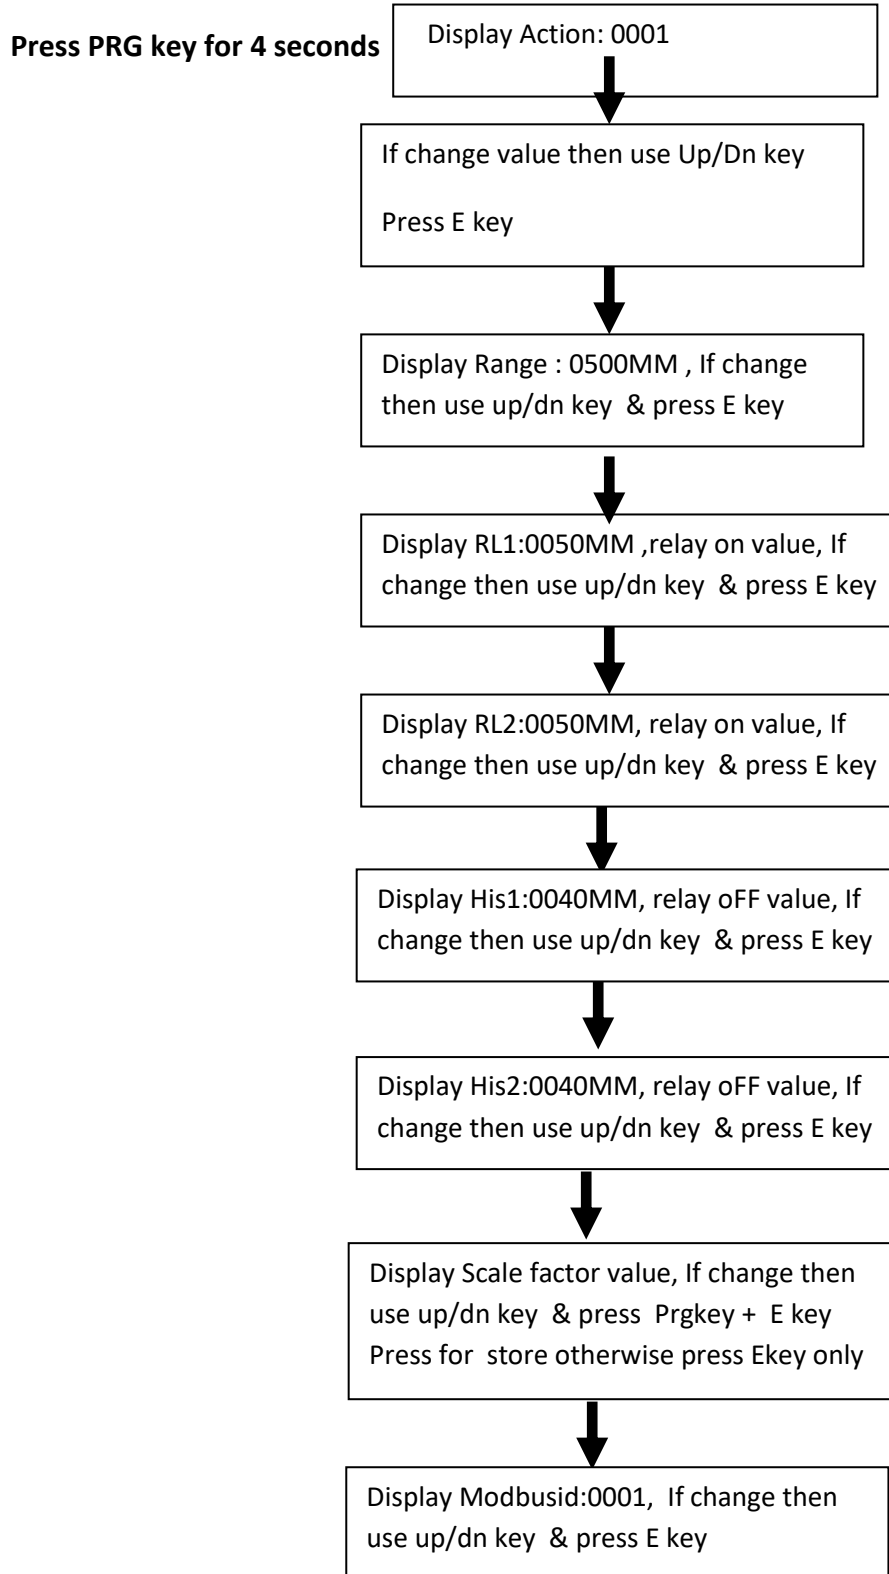 Press PRG key for 4 seconds
Display Action: 0001
If change value then use Up/Dn key
Press E key
Display Range : 0500MM , If change
then use up/dn key & press E key
Display RL1:0050MM ,relay on value, If
change then use up/dn key & press E key
Display RL2:0050MM, relay on value, If
change then use up/dn key & press E key
Display His1:0040MM, relay oFF value, If
change then use up/dn key & press E key
Display His2:0040MM, relay oFF value, If
change then use up/dn key & press E key
Display Scale factor value, If change then
use up/dn key & press Prgkey + E key
Press for store otherwise press Ekey only
Display Modbusid:0001, If change then
use up/dn key & press E key